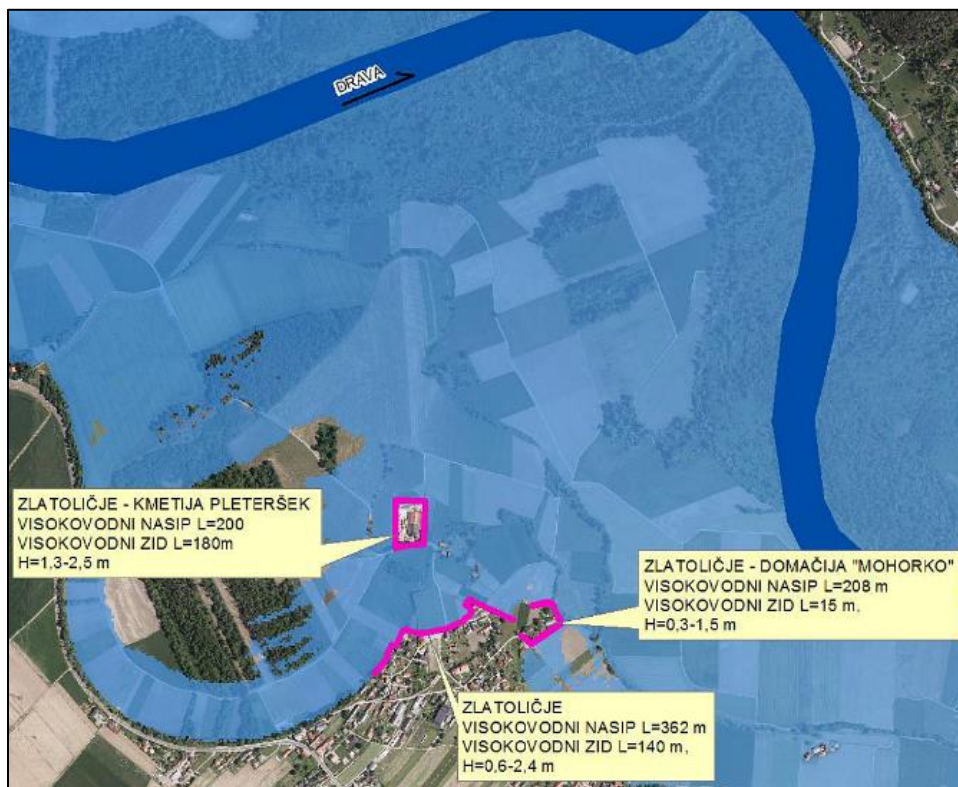 DRAVA
ZLATOLIČJE - KMETIJA PLETERŠEK
VISOKOVODNI NASIP L=200
VISOKOVODNI ZID L=180m
H=1,3-2,5 m
ZLATOLIČJE - DOMAČIJA "MOHORKO"
VISOKOVODNI NASIP L=208 m
VISOKOVODNI ZID L=15 m,
H=0,3-1,5 m
ZLATOLIČJE
VISOKOVODNI NASIP L=362 m
VISOKOVODNI ZID L=140 m,
H=0,6-2,4 m